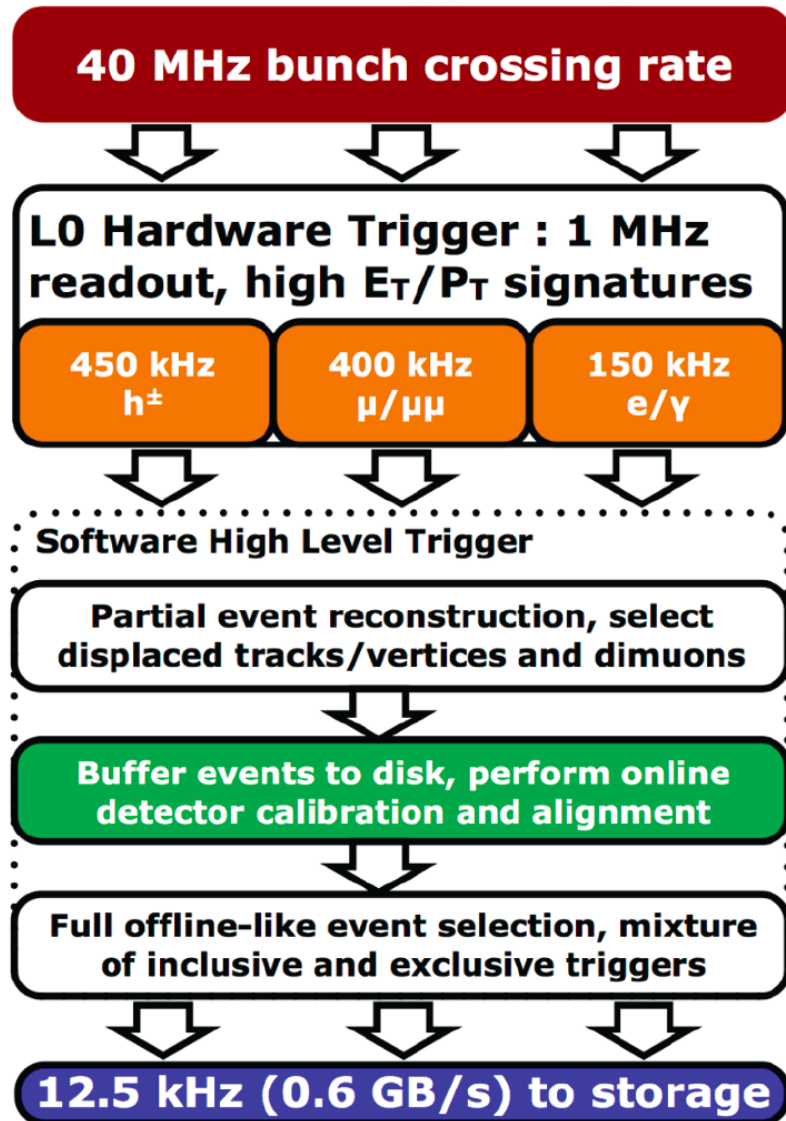 40 MHz bunch crossing rate
L0 Hardware Trigger : 1 MHz
readout, high E_T/P_T signatures
450 kHz
h±
400 kHz
μ/μμ
150 kHz
e/γ
Software High Level Trigger
Partial event reconstruction, select
displaced tracks/vertices and dimuons
Buffer events to disk, perform online
detector calibration and alignment
Full offline-like event selection, mixture
of inclusive and exclusive triggers
12.5 kHz (0.6 GB/s) to storage